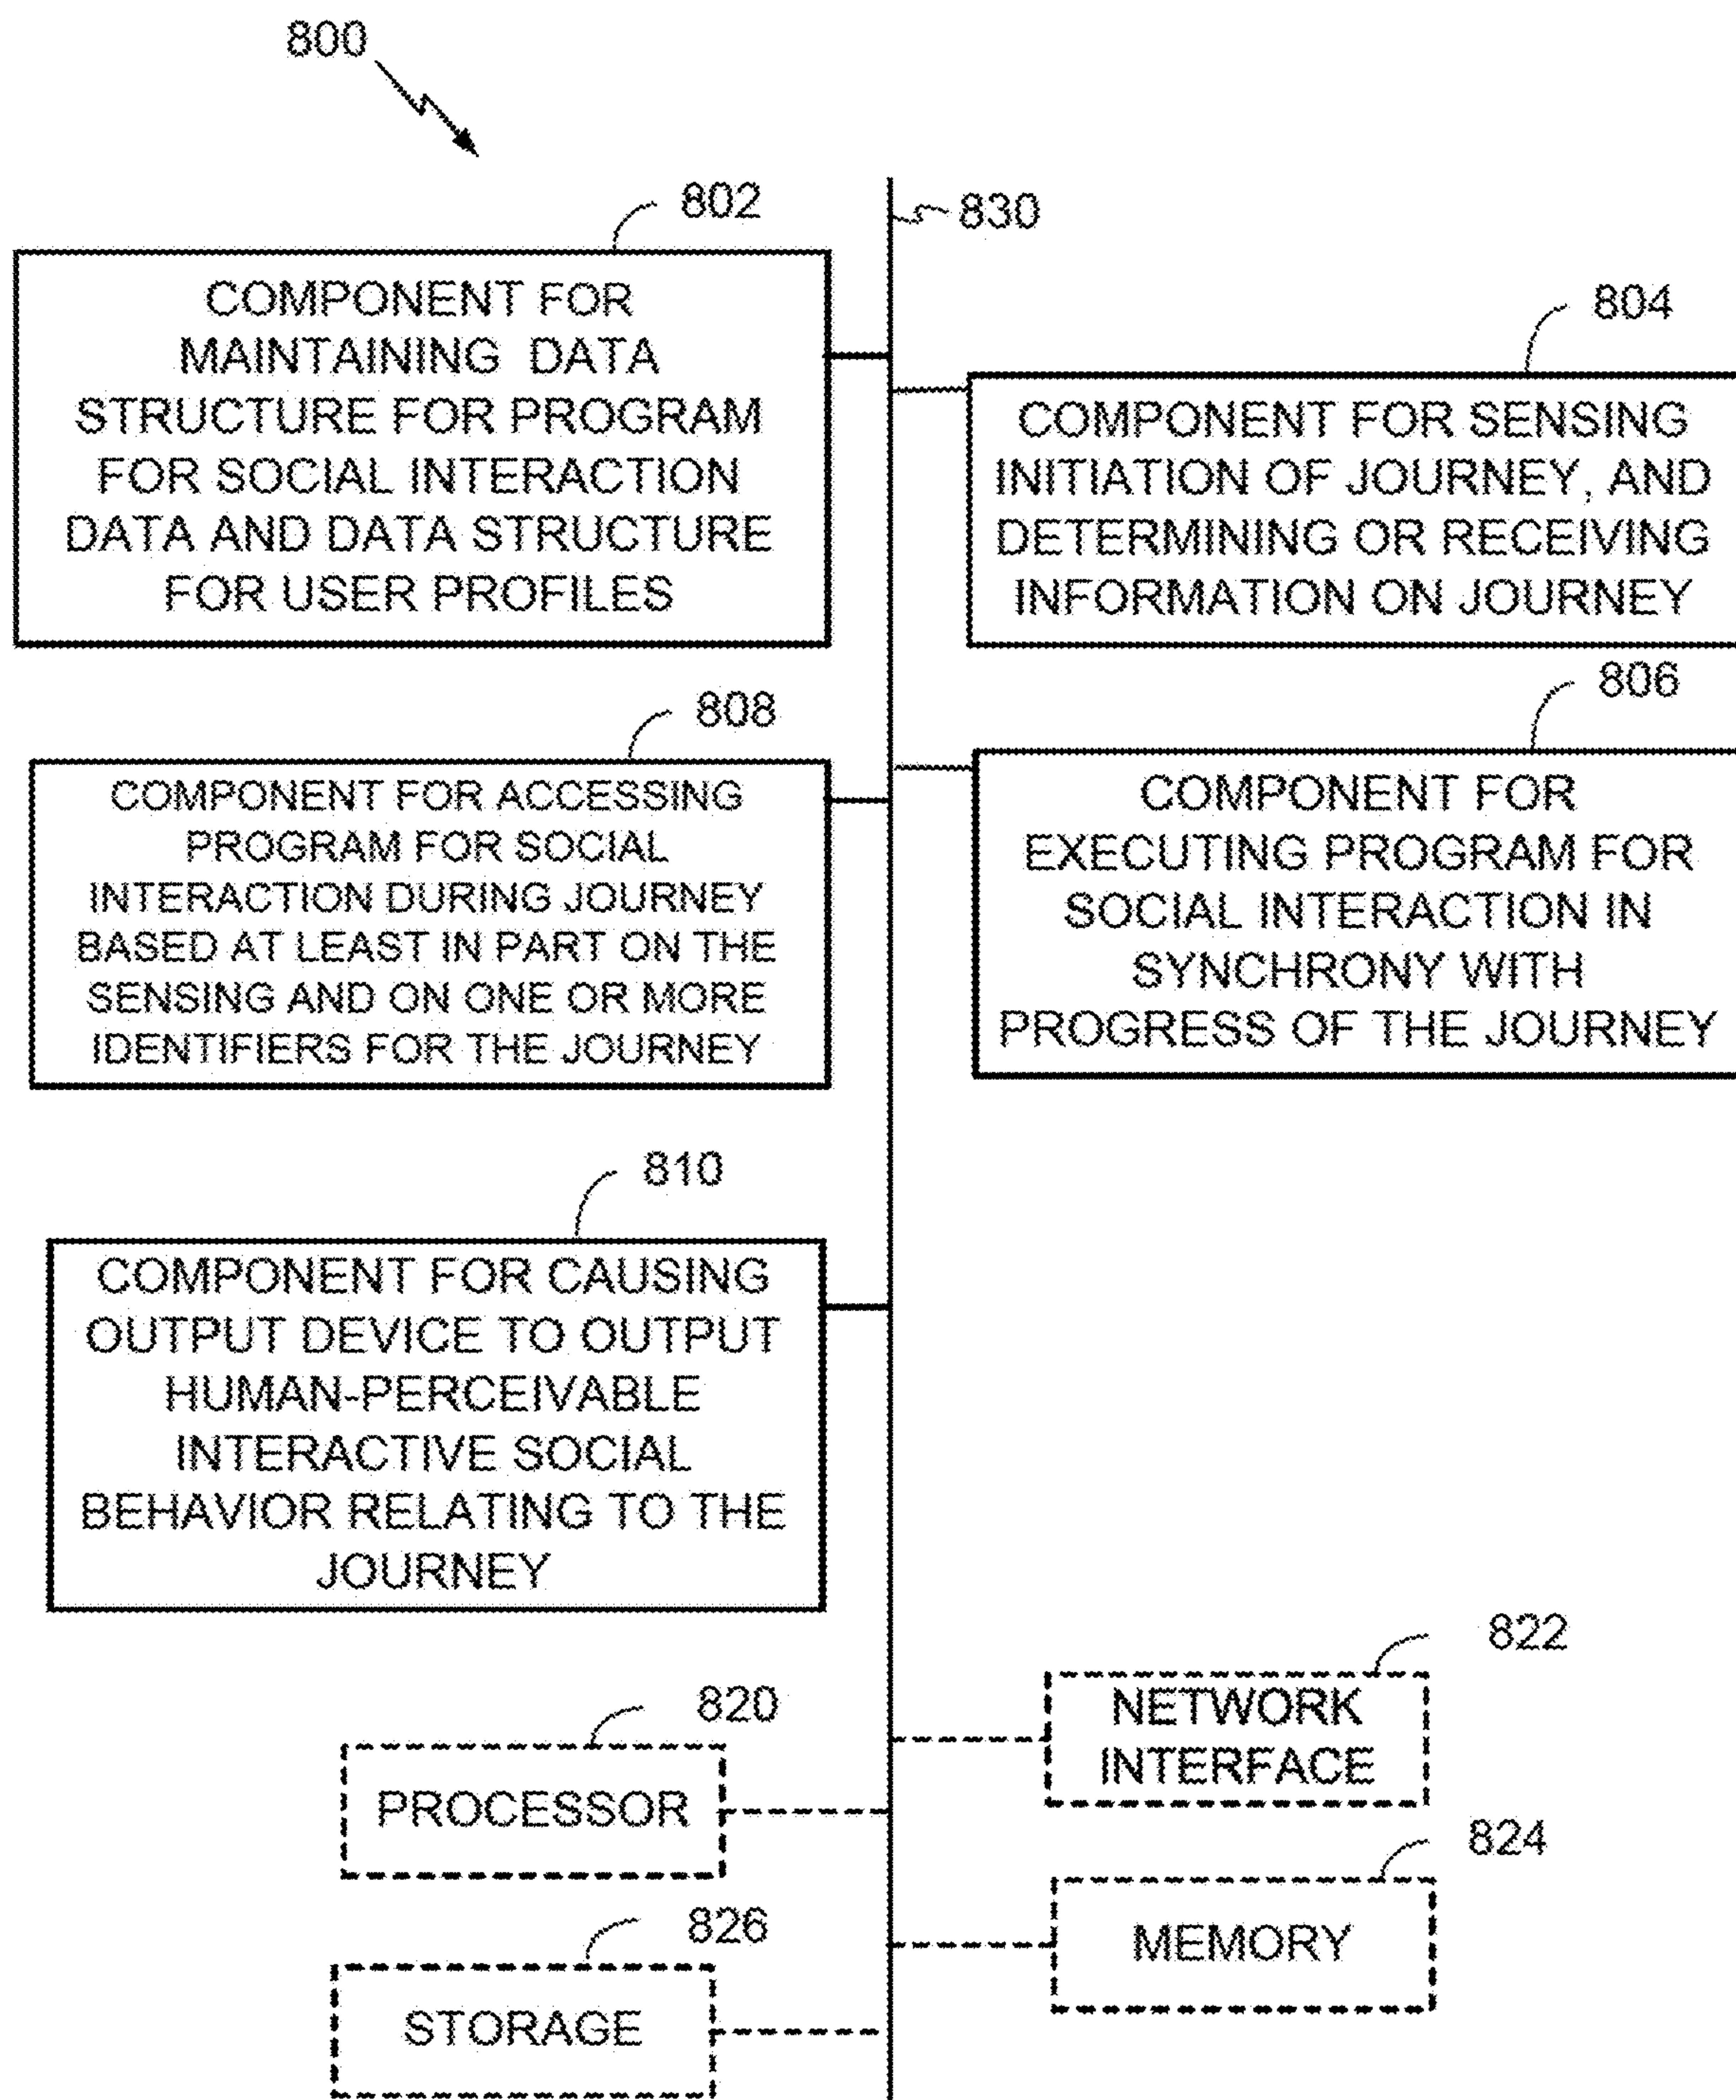 800
802
830
COMPONENT FOR
MAINTAINING DATA
STRUCTURE FOR PROGRAM
FOR SOCIAL INTERACTION
DATA AND DATA STRUCTURE
FOR USER PROFILES
804
COMPONENT FOR SENSING
INITIATION OF JOURNEY, AND
DETERMINING OR RECEIVING
INFORMATION ON JOURNEY
808
COMPONENT FOR ACCESSING
PROGRAM FOR SOCIAL
INTERACTION DURING JOURNEY
BASED AT LEAST IN PART ON THE
SENSING AND ON ONE OR MORE
IDENTIFIERS FOR THE JOURNEY
806
COMPONENT FOR
EXECUTING PROGRAM FOR
SOCIAL INTERACTION IN
SYNCHRONY WITH
PROGRESS OF THE JOURNEY
810
COMPONENT FOR CAUSING
OUTPUT DEVICE TO OUTPUT
HUMAN-PERCEIVABLE
INTERACTIVE SOCIAL
BEHAVIOR RELATING TO THE
JOURNEY
822
NETWORK
INTERFACE
820
PROCESSOR
824
MEMORY
826
STORAGE